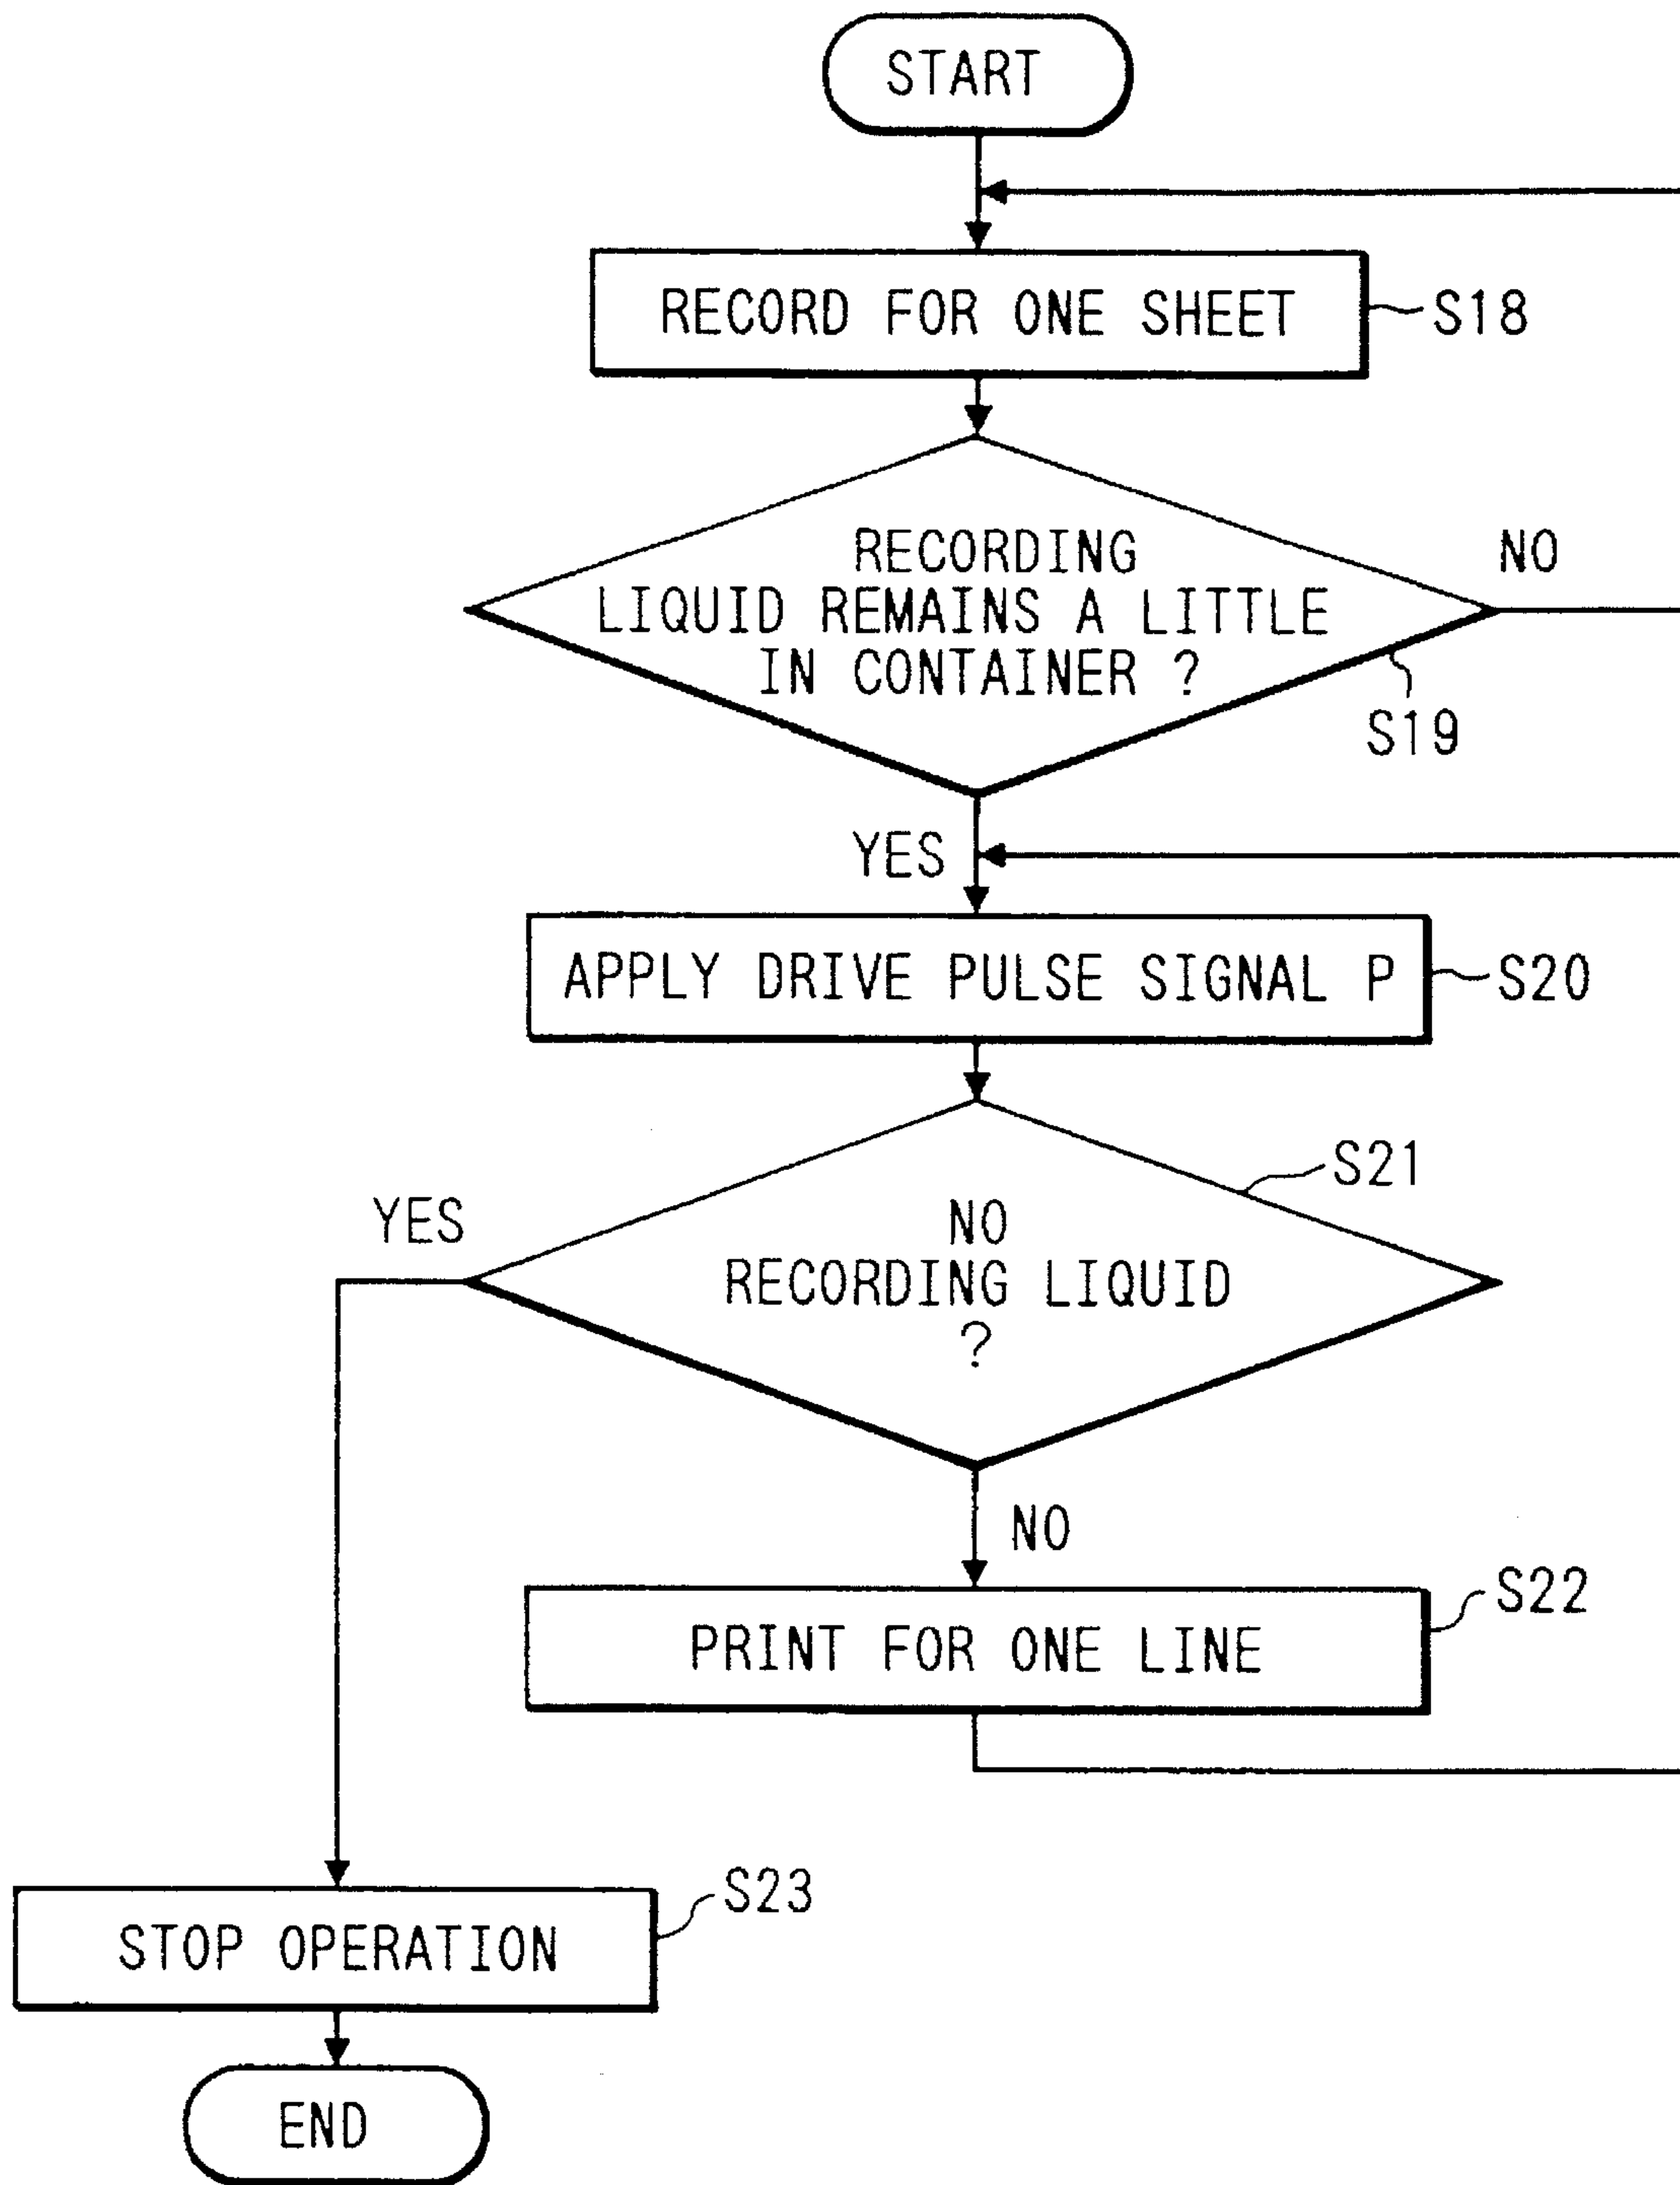 START
RECORD FOR ONE SHEET
S18
RECORDING
LIQUID REMAINS A LITTLE
IN CONTAINER ?
NO
S19
YES
APPLY DRIVE PULSE SIGNAL P
S20
S21
YES
NO
RECORDING LIQUID
?
NO
S22
PRINT FOR ONE LINE
S23
STOP OPERATION
END